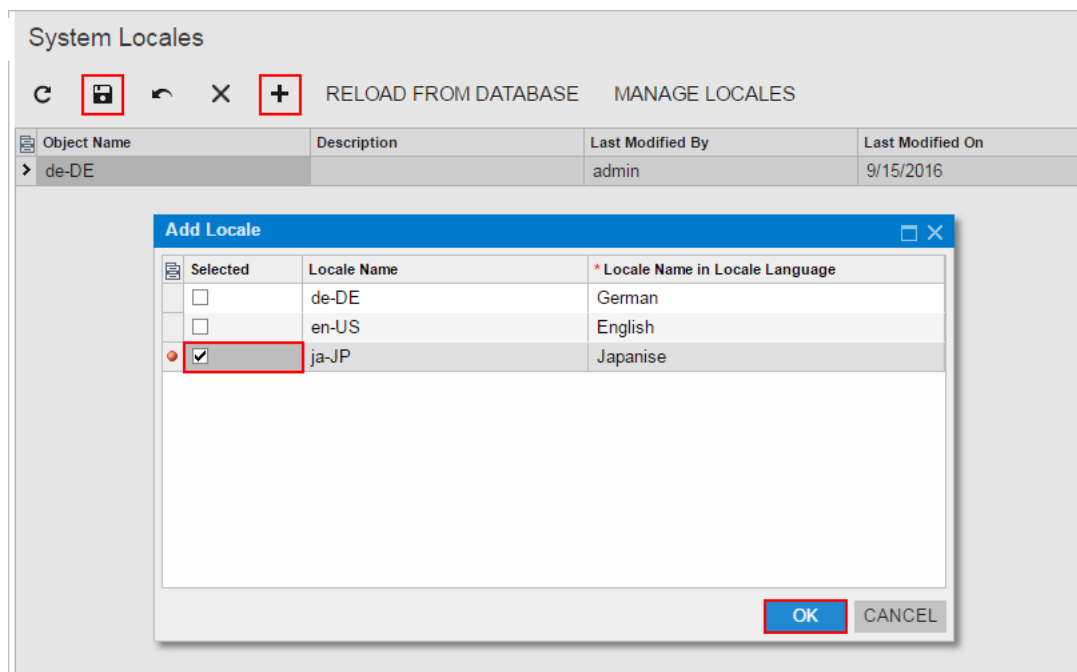 System Locales
RELOAD FROM DATABASE MANAGE LOCALES
Object Name Description Last Modified By Last Modified On
de-DE admin 9/15/2016
Add Locale
Selected Locale Name * Locale Name in Locale Language
de-DE German
en-US English
ja-JP Japanise
OK CANCEL